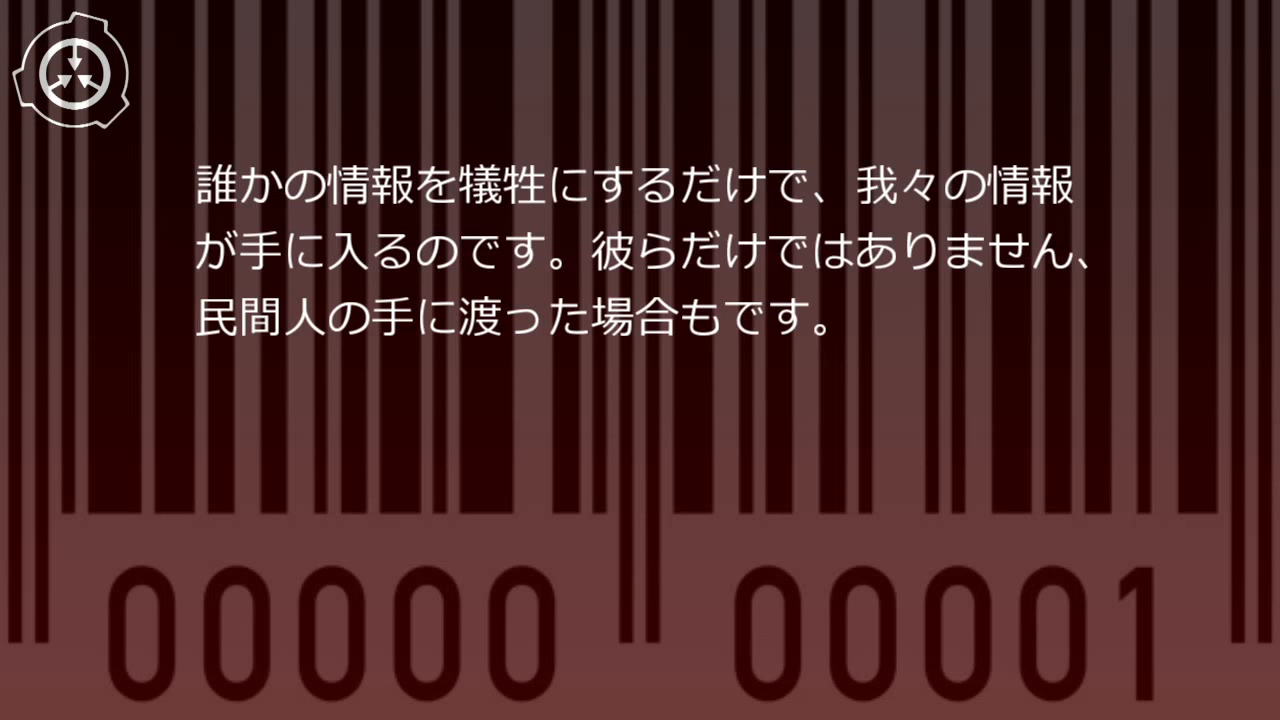 誰かの情報を犠牲にするだけで、我々の情報
が手に入るのです。彼らだけではありません、
民間人の手に渡った場合もです。
00000 00001